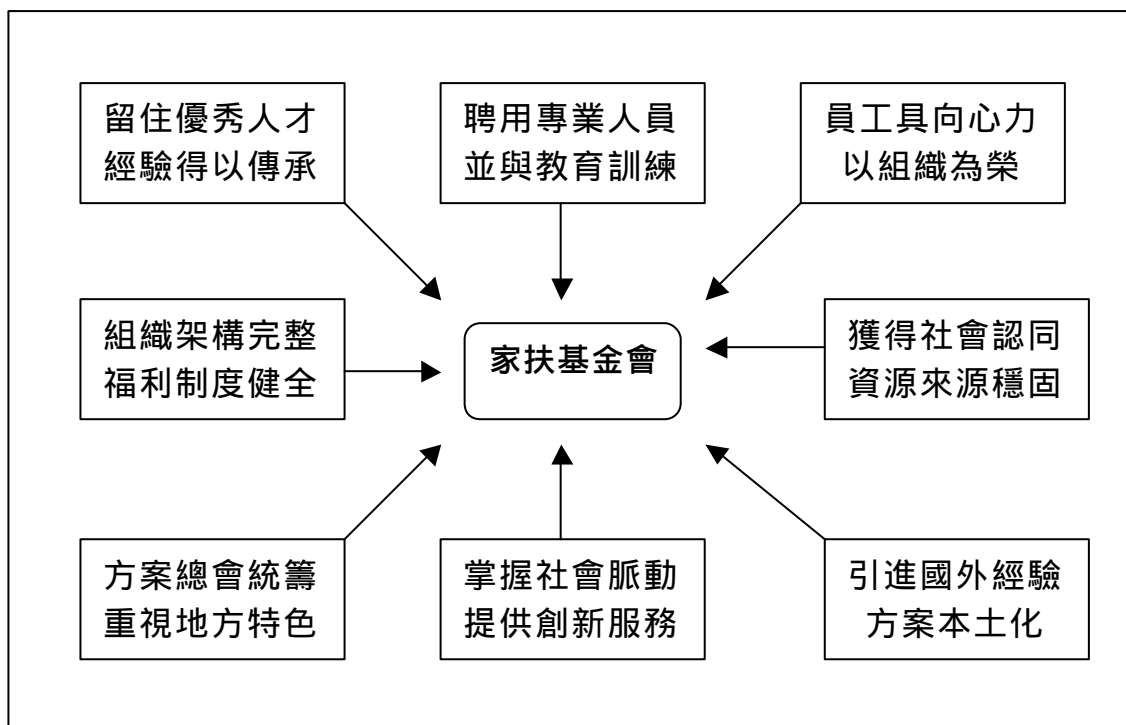 留住優秀人才
經驗得以傳承
聘用專業人員
並與教育訓練
員工具向心力
以組織為榮
組織架構完整
福利制度健全
家扶基金會
獲得社會認同
資源來源穩固
方案總會統籌
重視地方特色
掌握社會脈動
提供創新服務
引進國外經驗
方案本土化